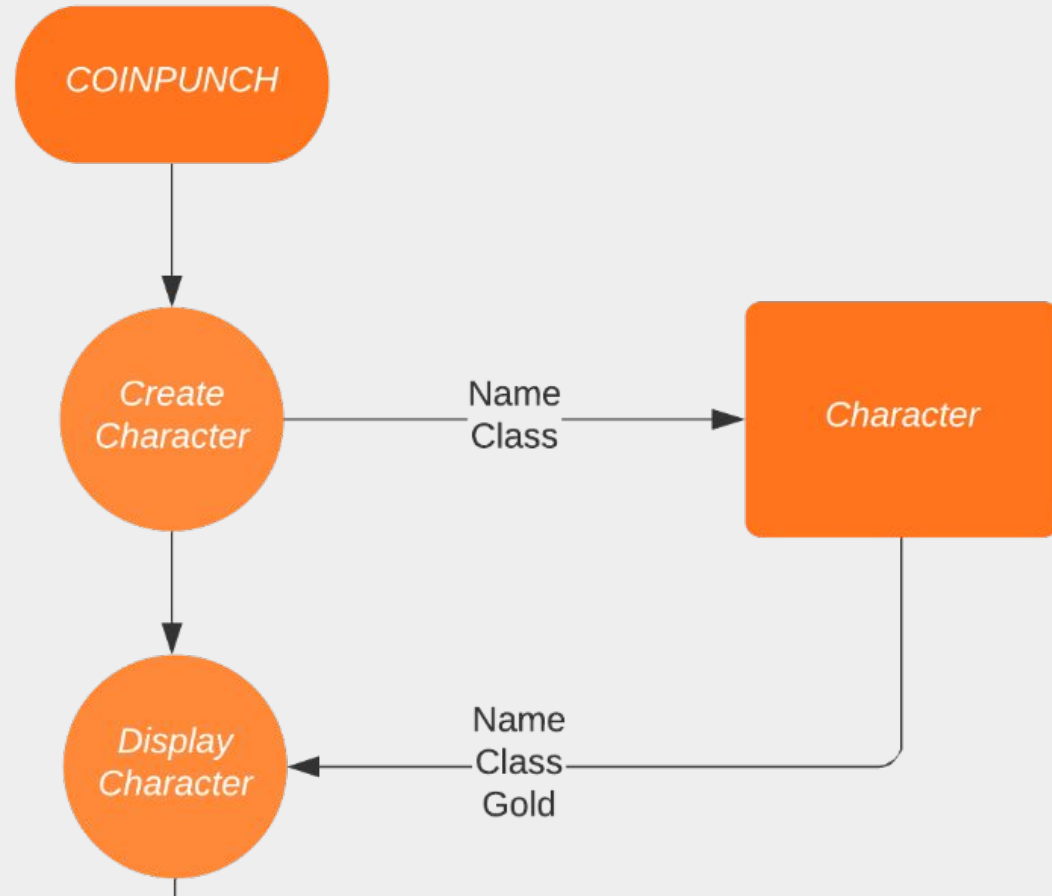 COINPUNCH
Create
Character
Name
Class
Character
Display
Character
Name
Class
Gold